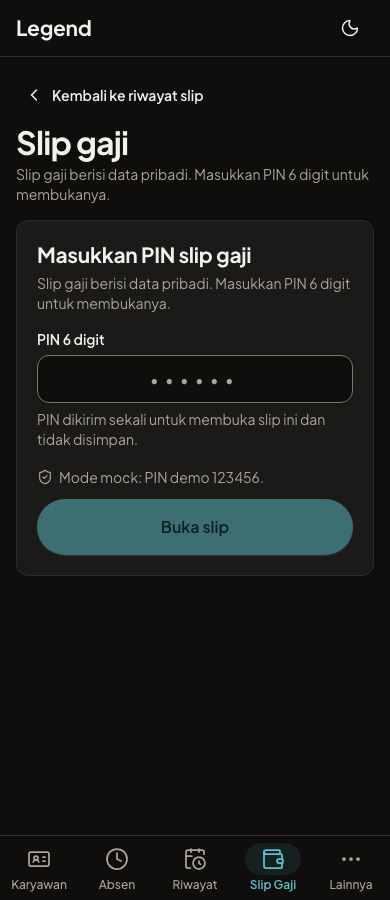 Legend
Kembali ke riwayat slip
Slip gaji
Slip gaji berisi data pribadi. Masukkan PIN 6 digit untuk
membukanya.
Masukkan PIN slip gaji
Slip gaji berisi data pribadi. Masukkan PIN 6 digit
untuk membukanya.
PIN 6 digit
••••••
PIN dikirim sekali untuk membuka slip ini dan
tidak disimpan.
Mode mock: PIN demo 123456.
Buka slip
Karyawan
Absen
Riwayat
Slip Gaji
Lainnya